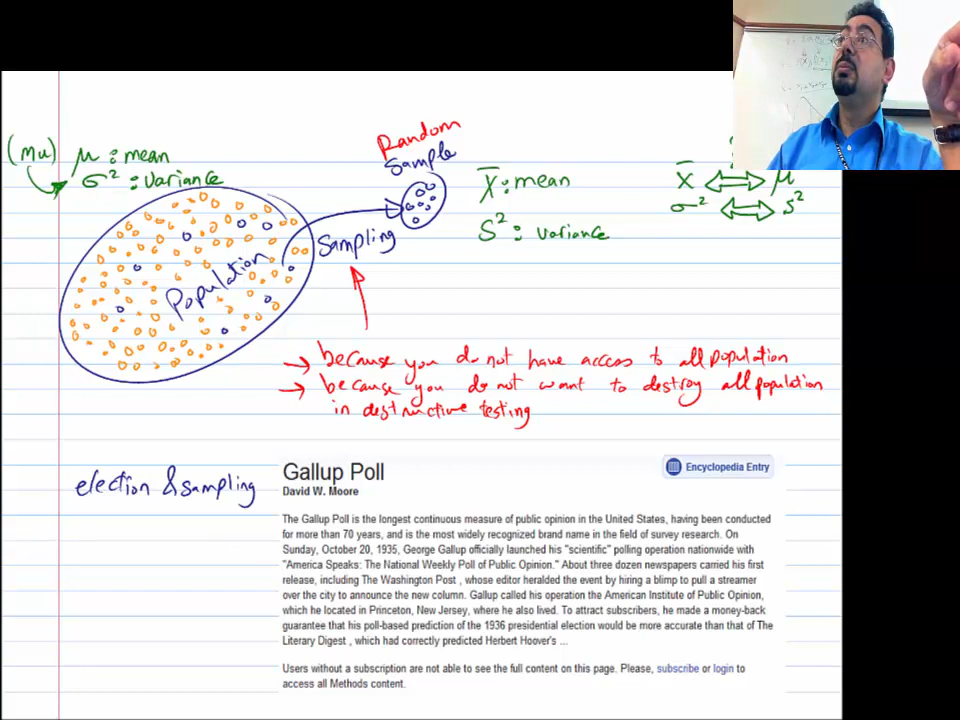 Random
Sample
(mu)
μ : mean
σ² : variance
X̄ : mean
S² : variance
X̄ ⟺ μ
σ² ⟺ S²
Sampling
Population
→ because you do not have access to all population
→ because you do not want to destroy all population
in destructive testing
election & sampling
Gallup Poll
Encyclopedia Entry
David W. Moore
The Gallup Poll is the longest continuous measure of public opinion in the United States, having been conducted
for more than 70 years, and is the most widely recognized brand name in the field of survey research. On
Sunday, October 20, 1935, George Gallup officially launched his "scientific" polling operation nationwide with
"America Speaks: The National Weekly Poll of Public Opinion." About three dozen newspapers carried his first
release, including The Washington Post , whose editor heralded the event by hiring a blimp to pull a streamer
over the city to announce the new column. Gallup called his operation the American Institute of Public Opinion,
which he located in Princeton, New Jersey, where he also lived. To attract subscribers, he made a money-back
guarantee that his poll-based prediction of the 1936 presidential election would be more accurate than that of The
Literary Digest , which had correctly predicted Herbert Hoover's ...
Users without a subscription are not able to see the full content on this page. Please, subscribe or login to
access all Methods content.